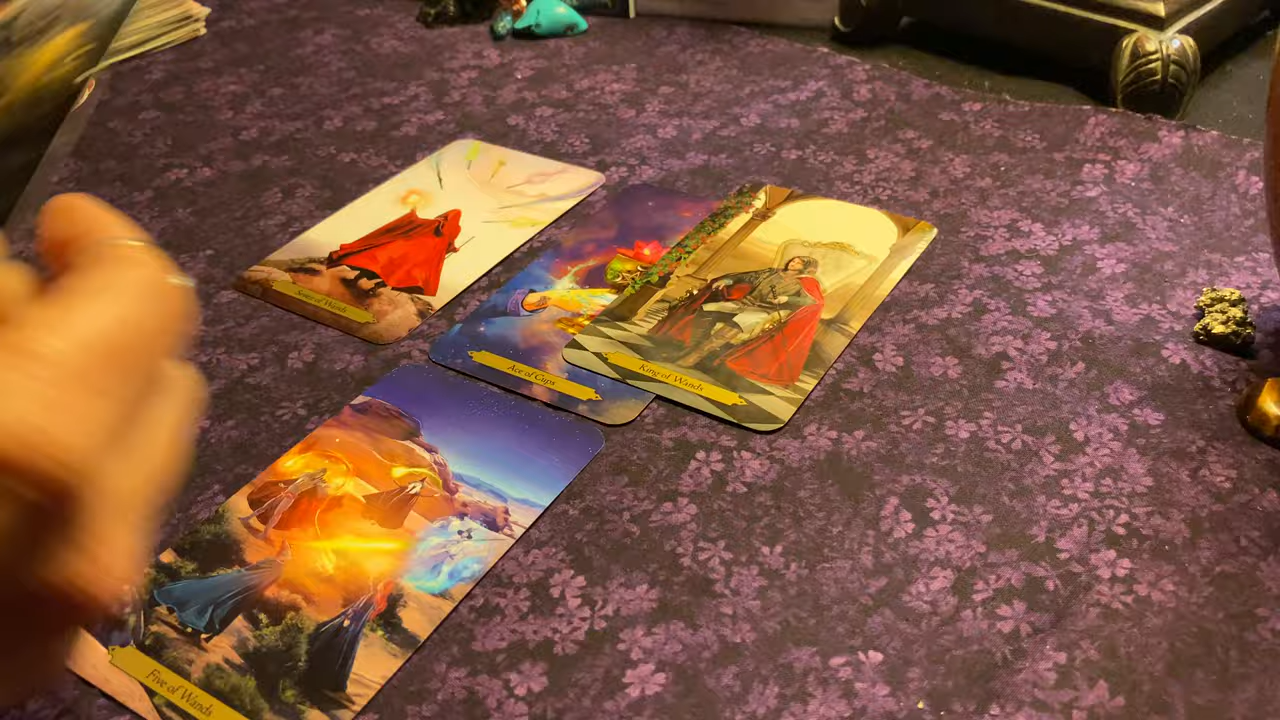 Seven of Wands
Ace of Cups
King of Wands
Five of Wands